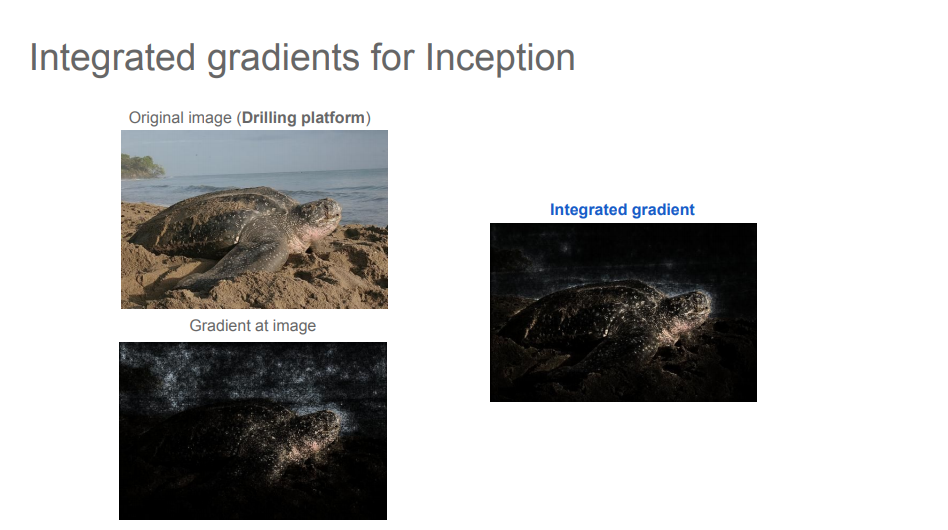 Integrated gradients for Inception
Original image (Drilling platform)
Integrated gradient
Gradient at image